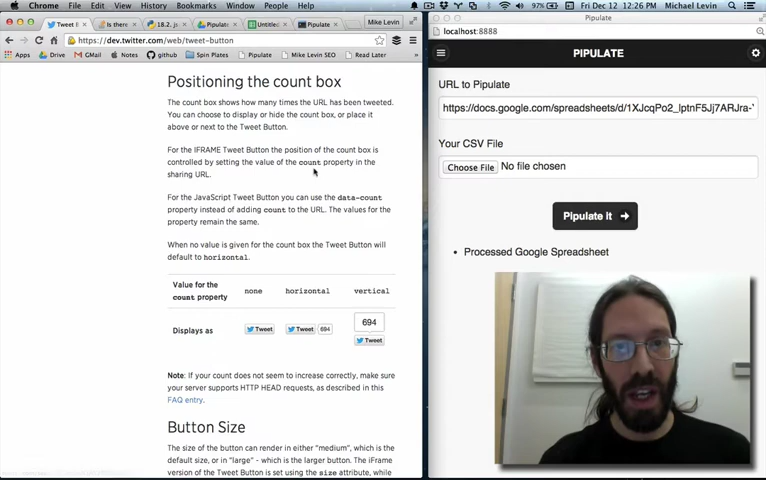 Chrome File Edit View History Bookmarks Window People Help
97% Fri Dec 12 12:26 PM Michael Levin
Tweet B
Is there
18.2. js
Pipulate
Untitled
Pipulate
Mike Levin
https://dev.twitter.com/web/tweet-button
Apps Drive GMail Notes github Spin Plates Pipulate Mike Levin SEO Read Later
Positioning the count box
The count box shows how many times the URL has been tweeted.
You can choose to display or hide the count box, or place it
above or next to the Tweet Button.
For the IFRAME Tweet Button the position of the count box is
controlled by setting the value of the count property in the
sharing URL.
For the JavaScript Tweet Button you can use the data-count
property instead of adding count to the URL. The values for the
property remain the same.
When no value is given for the count box the Tweet Button will
default to horizontal.
Value for the
count property
none horizontal vertical
Displays as
Tweet
Tweet 694
694
Tweet
Note: If your count does not seem to increase correctly, make sure
your server supports HTTP HEAD requests, as described in this
FAQ entry.
Button Size
The size of the button can render in either "medium", which is the
default size, or in "large" - which is the larger button. The iFrame
version of the Tweet Button is set using the size attribute, while
Pipulate
localhost:8888
PIPULATE
URL to Pipulate
https://docs.google.com/spreadsheets/d/1XJcqPo2_lptnF5Jj7ARJra-
Your CSV File
Choose File No file chosen
Pipulate It
• Processed Google Spreadsheet